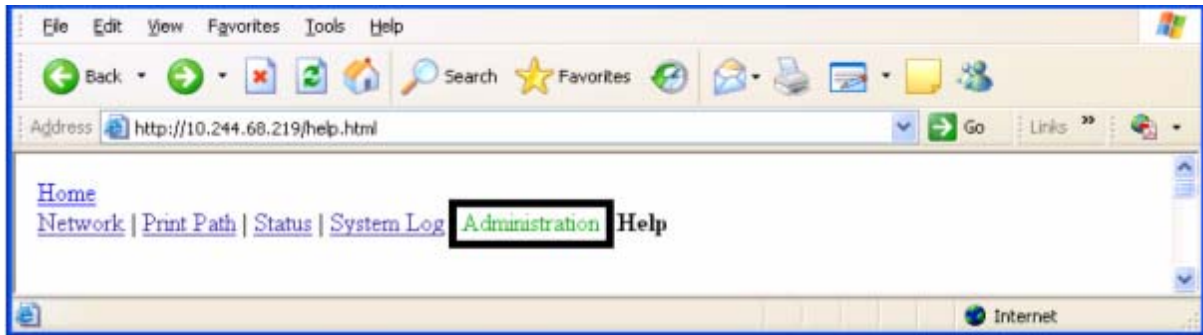 File Edit View Favorites Tools Help
Back Search Favorites
Address http://10.244.68.219/help.html Go Links »
Home
Network | Print Path | Status | System Log Administration Help
Internet